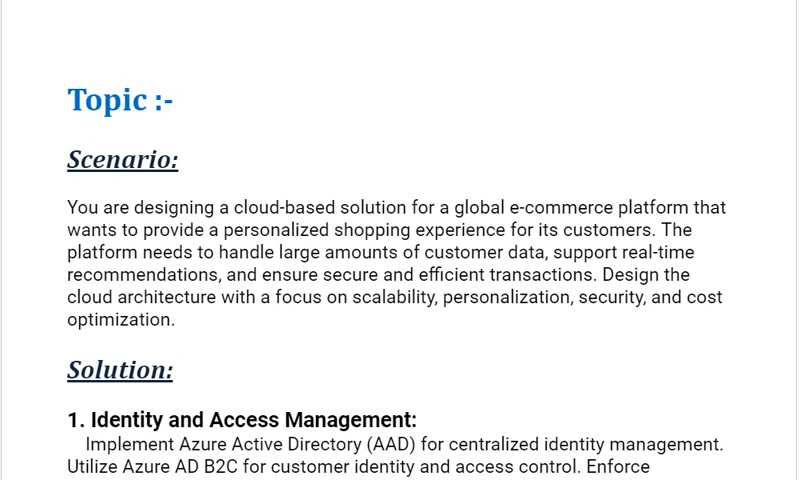 Topic :-
Scenario:
You are designing a cloud-based solution for a global e-commerce platform that
wants to provide a personalized shopping experience for its customers. The
platform needs to handle large amounts of customer data, support real-time
recommendations, and ensure secure and efficient transactions. Design the
cloud architecture with a focus on scalability, personalization, security, and cost
optimization.
Solution:
1. Identity and Access Management:
Implement Azure Active Directory (AAD) for centralized identity management.
Utilize Azure AD B2C for customer identity and access control. Enforce